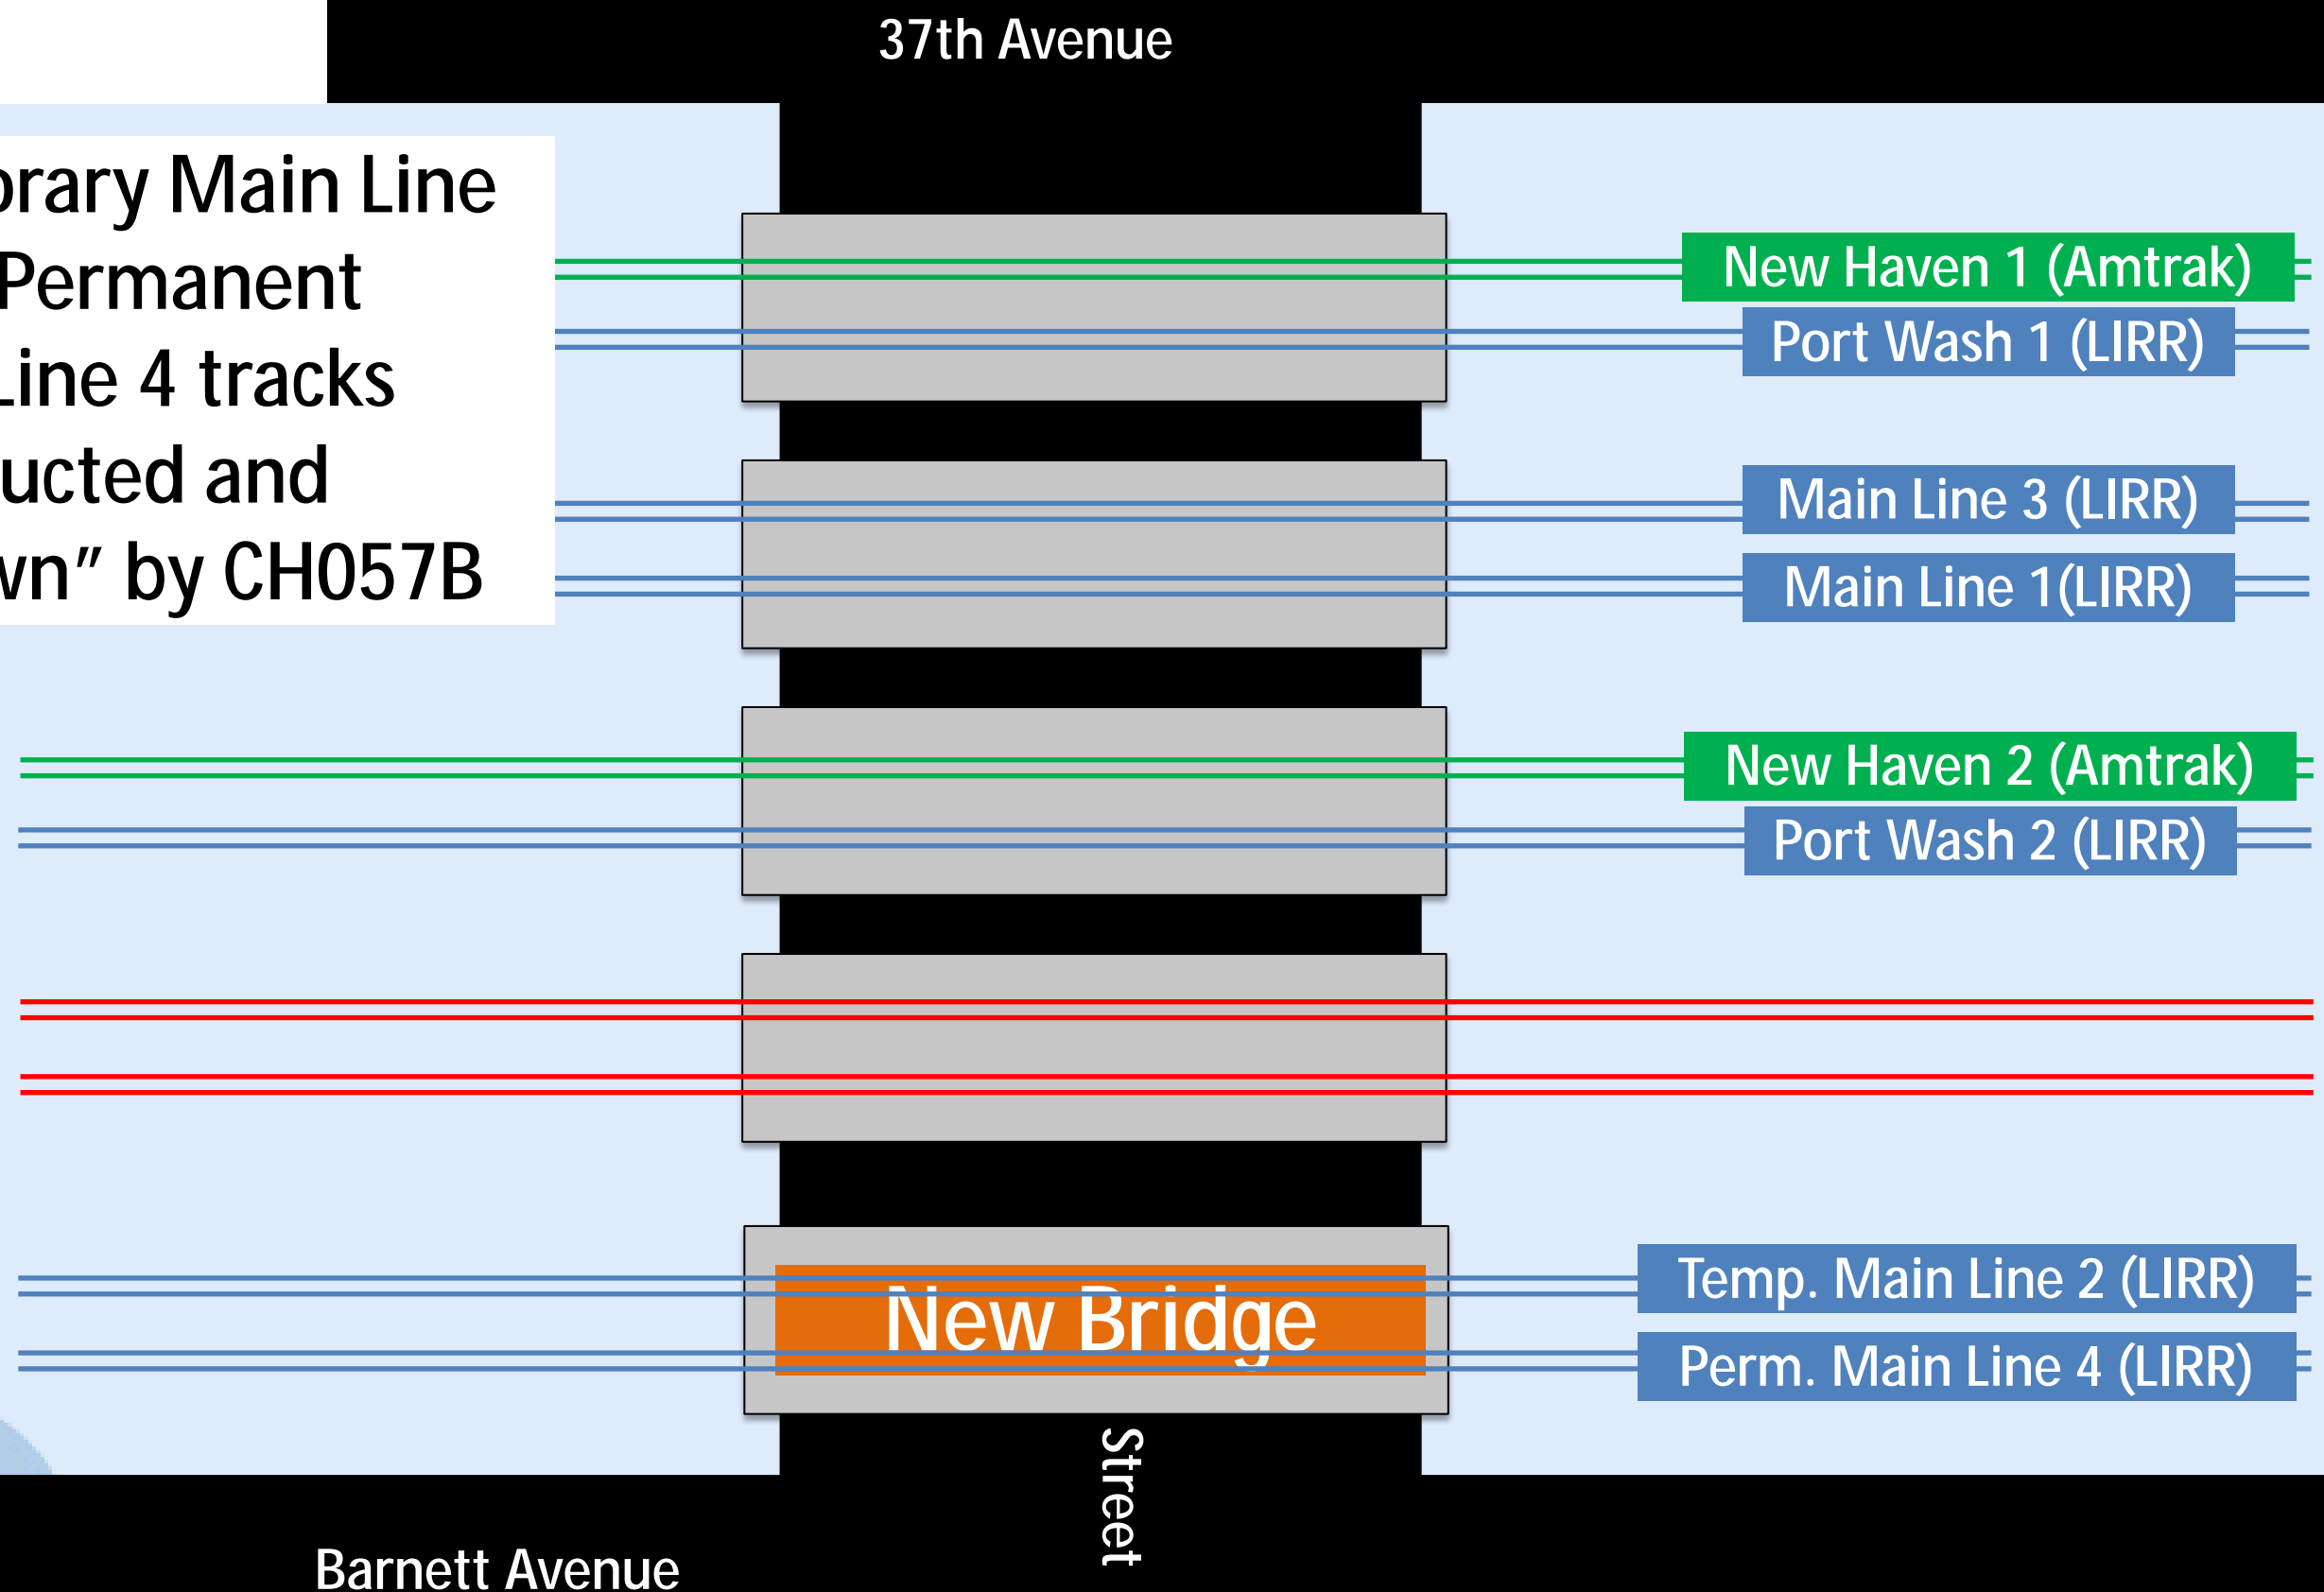 37th Avenue
orary Main Line
Permanent
ine 4 tracks
ucted and
wn" by CH057B
New Haven 1 (Amtrak)
Port Wash 1 (LIRR)
Main Line 3 (LIRR)
Main Line 1(LIRR)
New Haven 2 (Amtrak)
Port Wash 2 (LIRR)
New Bridge
Temp. Main Line 2 (LIRR)
Perm. Main Line 4 (LIRR)
Street
Barnett Avenue